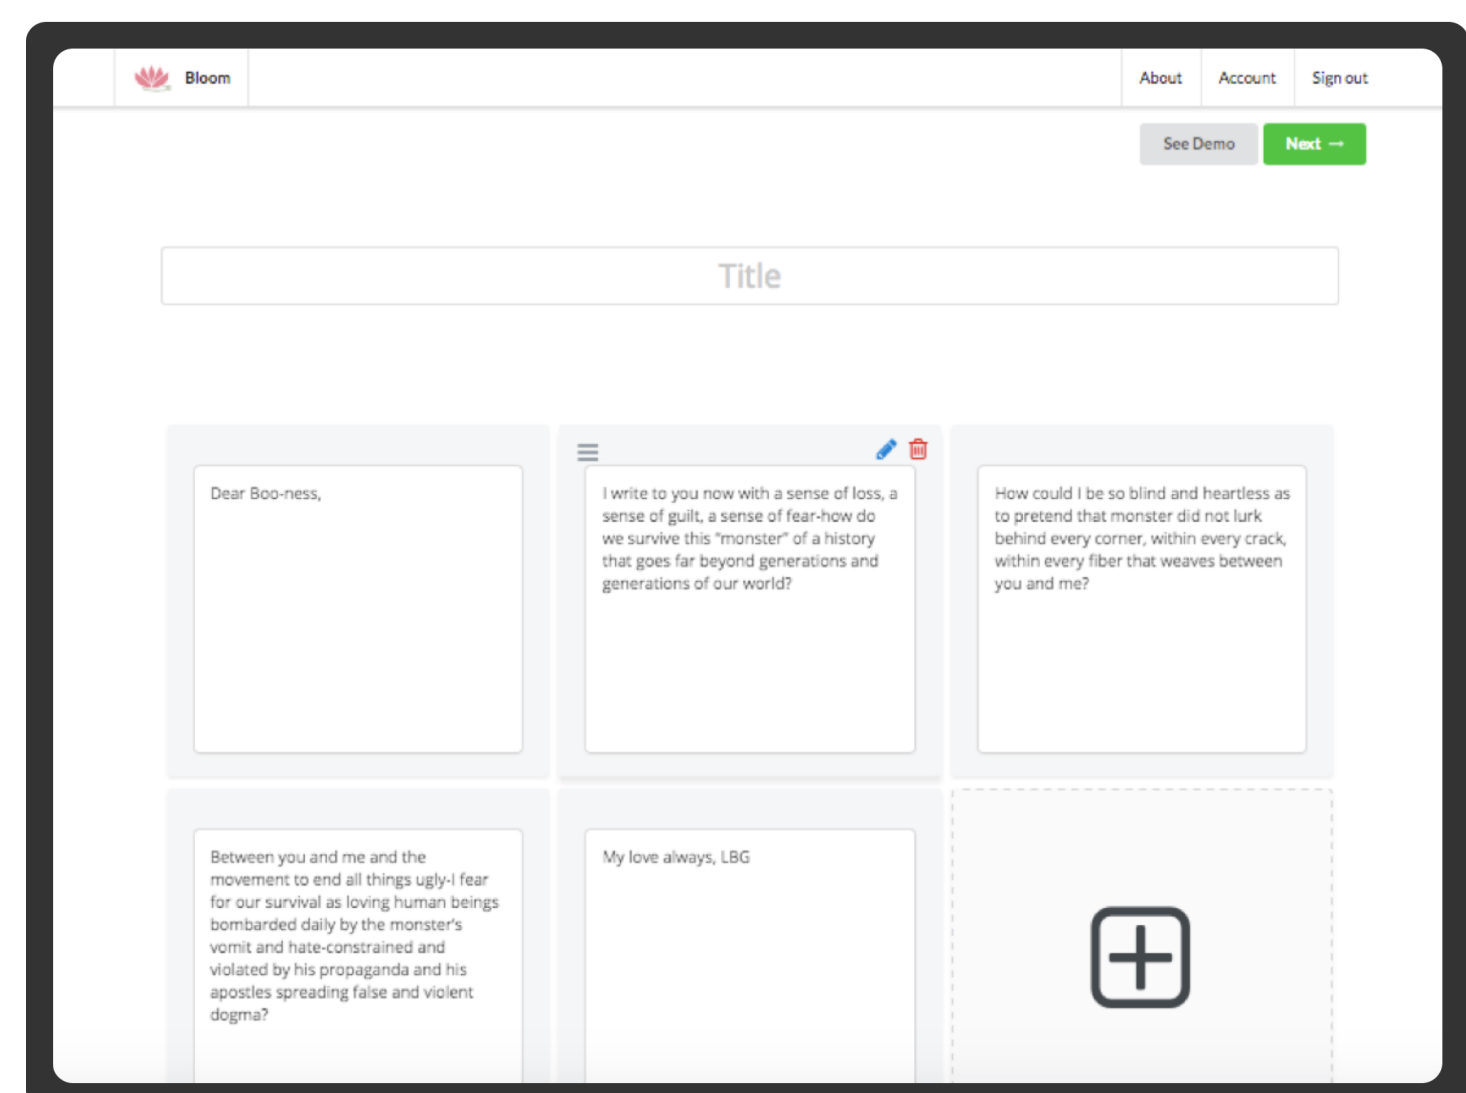 Bloom
About
Account
Sign out
See Demo
Next →
Title
Dear Boo-ness,
I write to you now with a sense of loss, a
sense of guilt, a sense of fear-how do
we survive this "monster" of a history
that goes far beyond generations and
generations of our world?
How could I be so blind and heartless as
to pretend that monster did not lurk
behind every corner, within every crack,
within every fiber that weaves between
you and me?
Between you and me and the
movement to end all things ugly-I fear
for our survival as loving human beings
bombarded daily by the monster's
vomit and hate-constrained and
violated by his propaganda and his
apostles spreading false and violent
dogma?
My love always, LBG